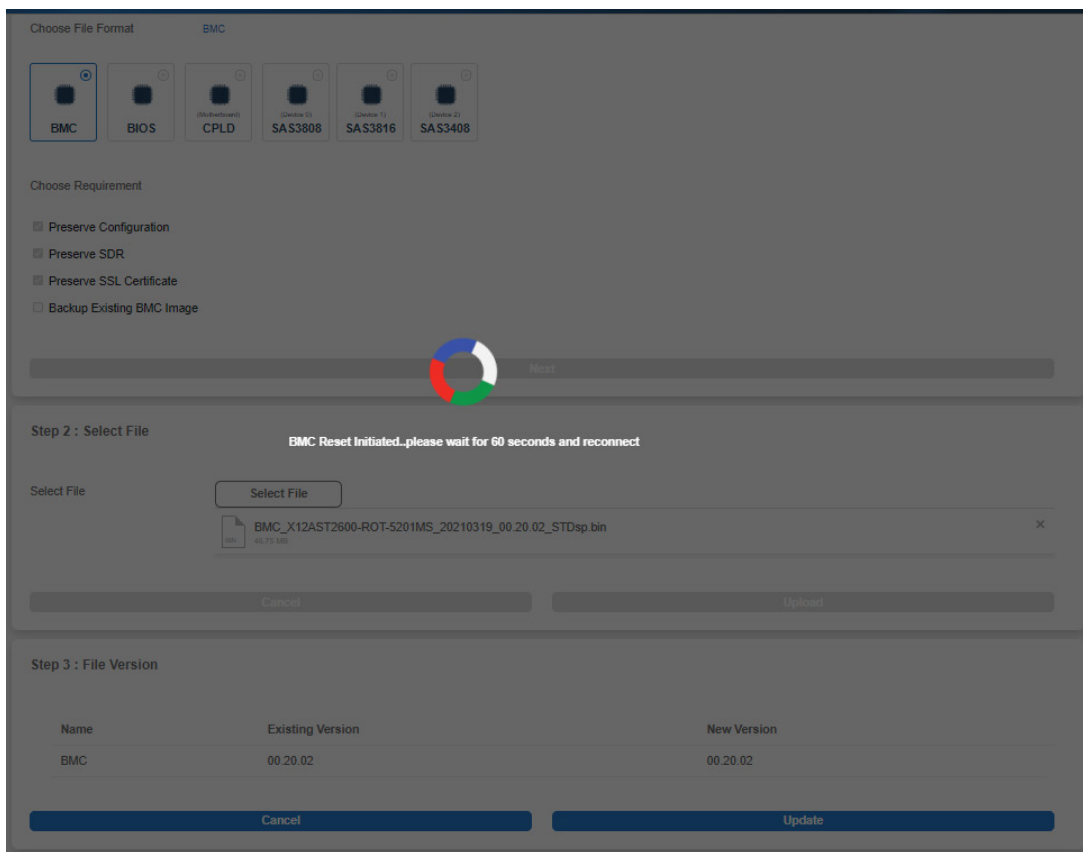 Choose File Format BMC
(Motherboard) (Device 0) (Device 1) (Device 2)
BMC BIOS CPLD SAS3808 SAS3816 SAS3408
Choose Requirement
Preserve Configuration
Preserve SDR
Preserve SSL Certificate
Backup Existing BMC Image
Next
Step 2 : Select File
BMC Reset Initiated..please wait for 60 seconds and reconnect
Select File Select File
BMC_X12AST2600-ROT-5201MS_20210319_00.20.02_STDsp.bin
46.75 MB
Cancel Upload
Step 3 : File Version
Name Existing Version New Version
BMC 00.20.02 00.20.02
Cancel Update